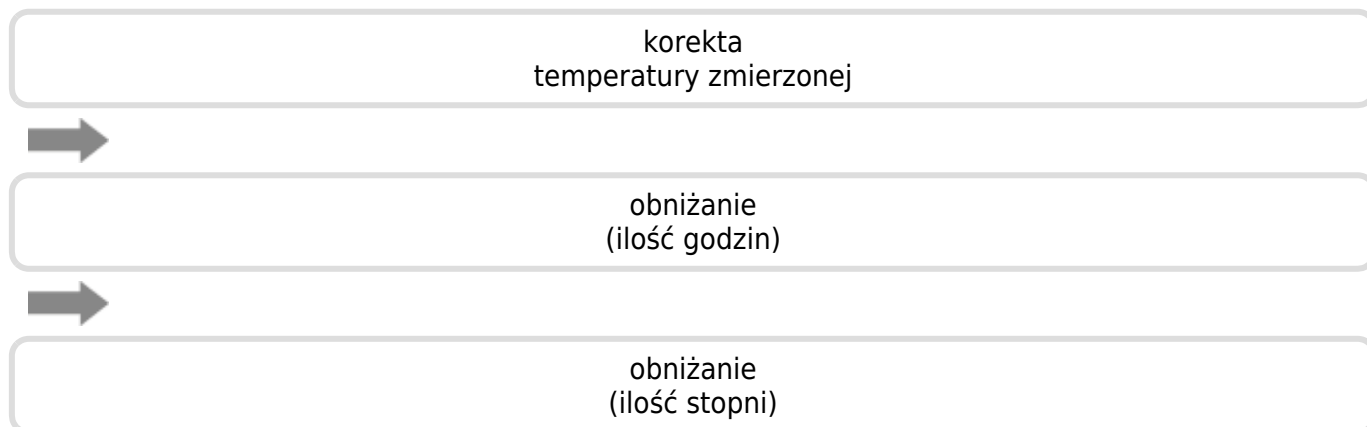 korekta
temperatury zmierzonej
obniżanie
(ilość godzin)
obniżanie
(ilość stopni)